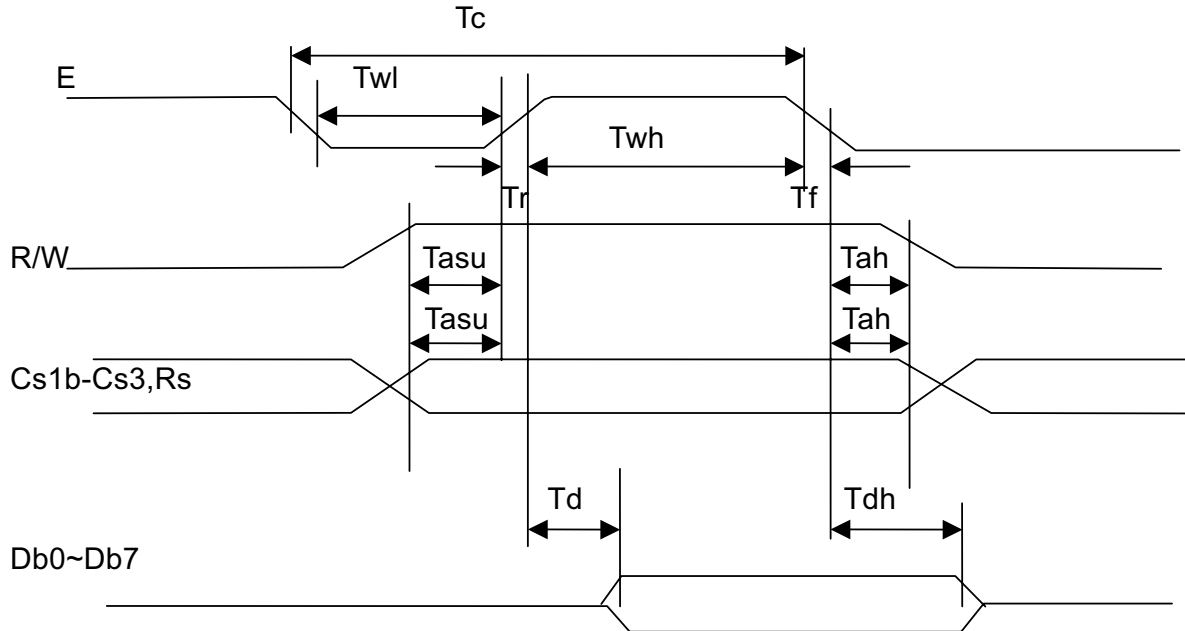 Tc
E
Twl
Twh
Tr
Tf
R/W
Tasu
Tah
Tasu
Tah
Cs1b-Cs3,Rs
Td
Tdh
Db0~Db7